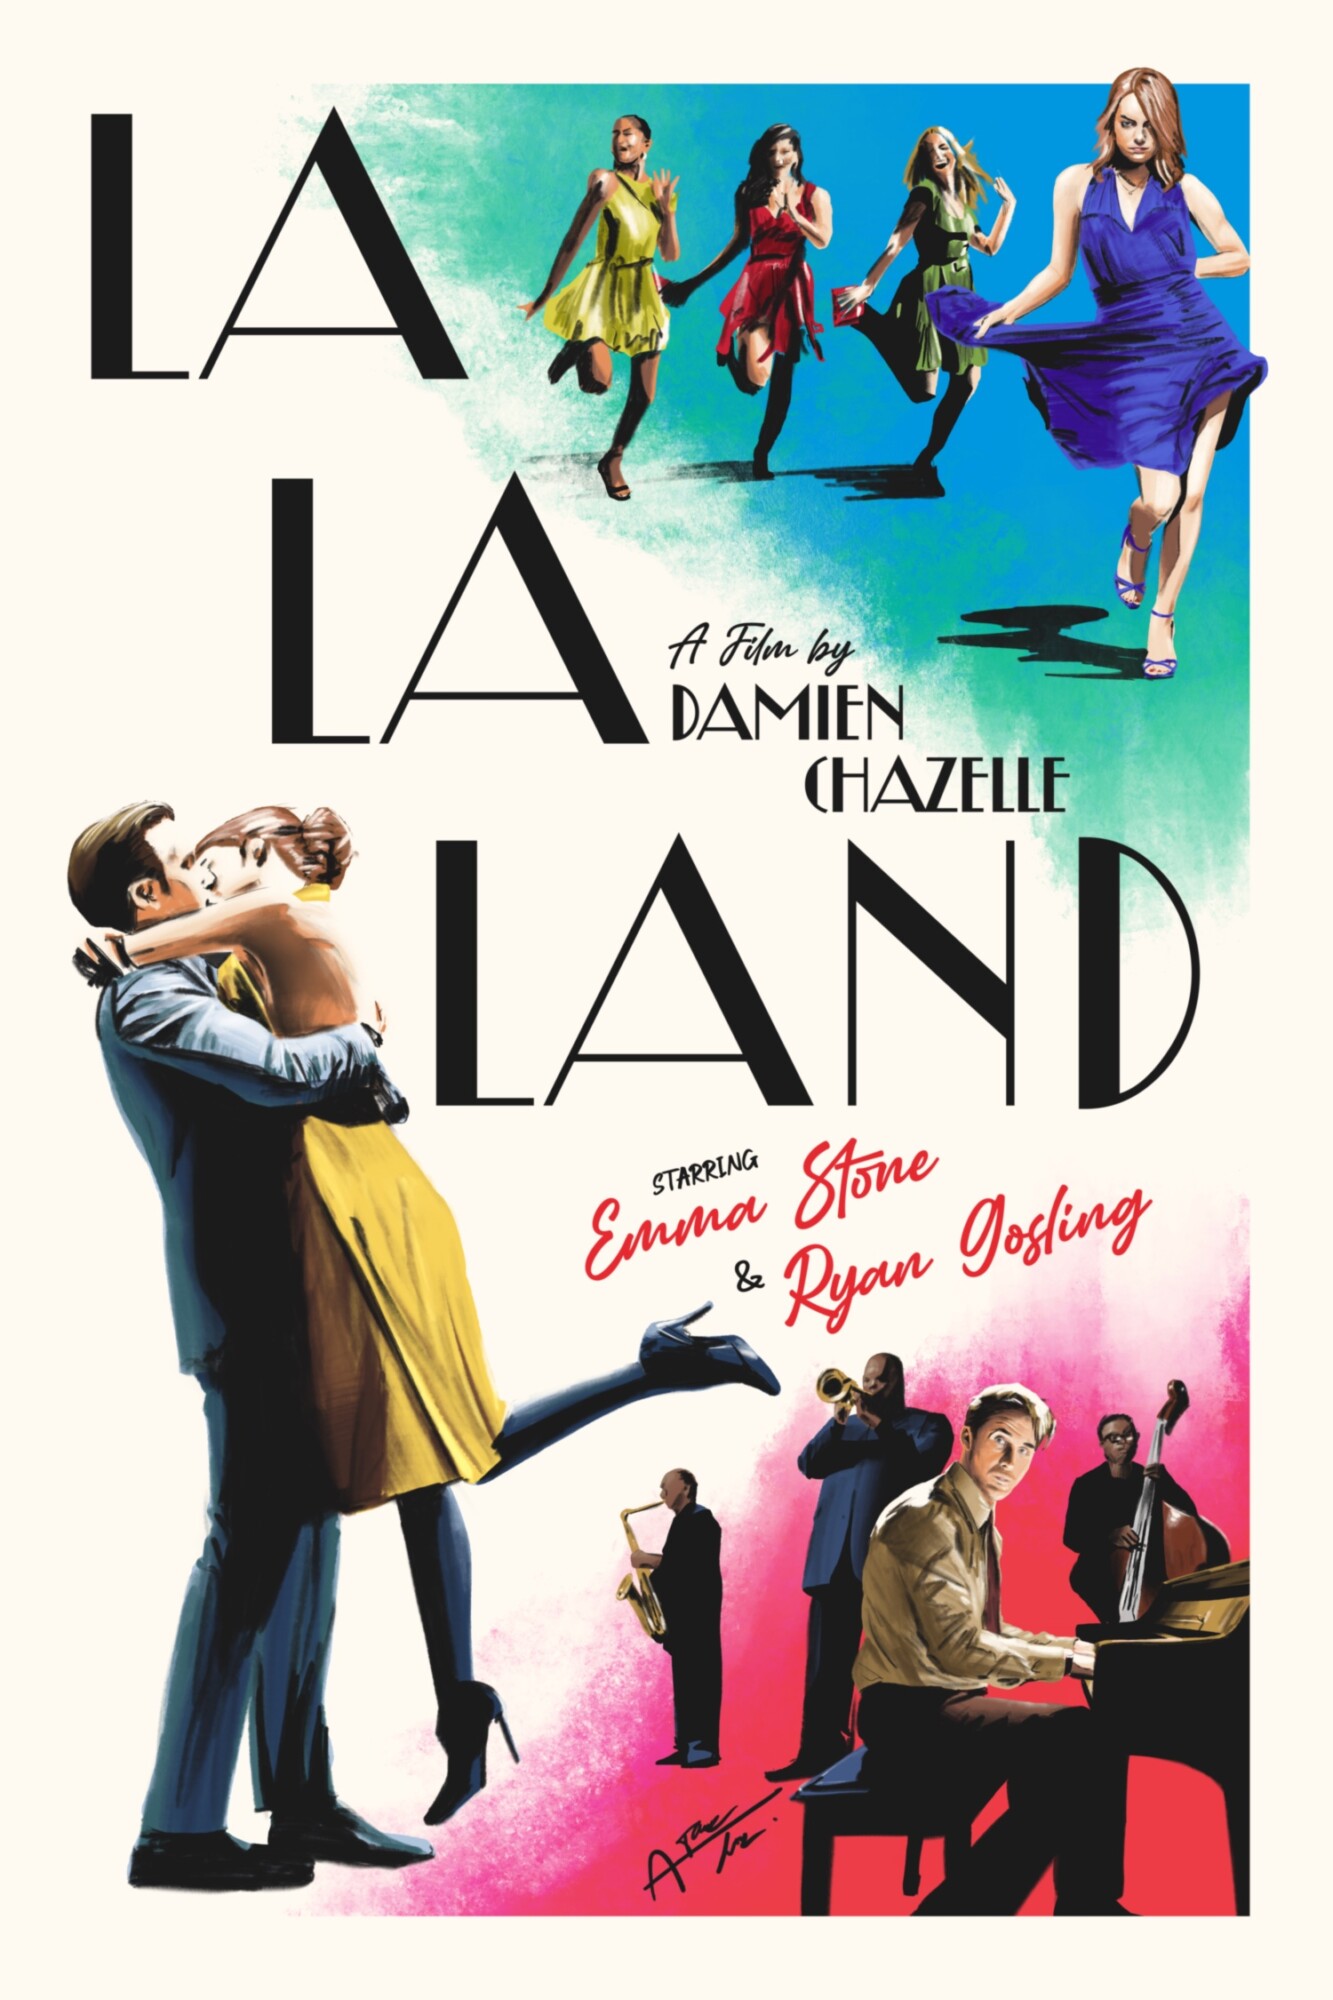 LA
LA
A Film by
DAMIEN
CHAZELLE
LAND
STARRING
Emma Stone
& Ryan Gosling